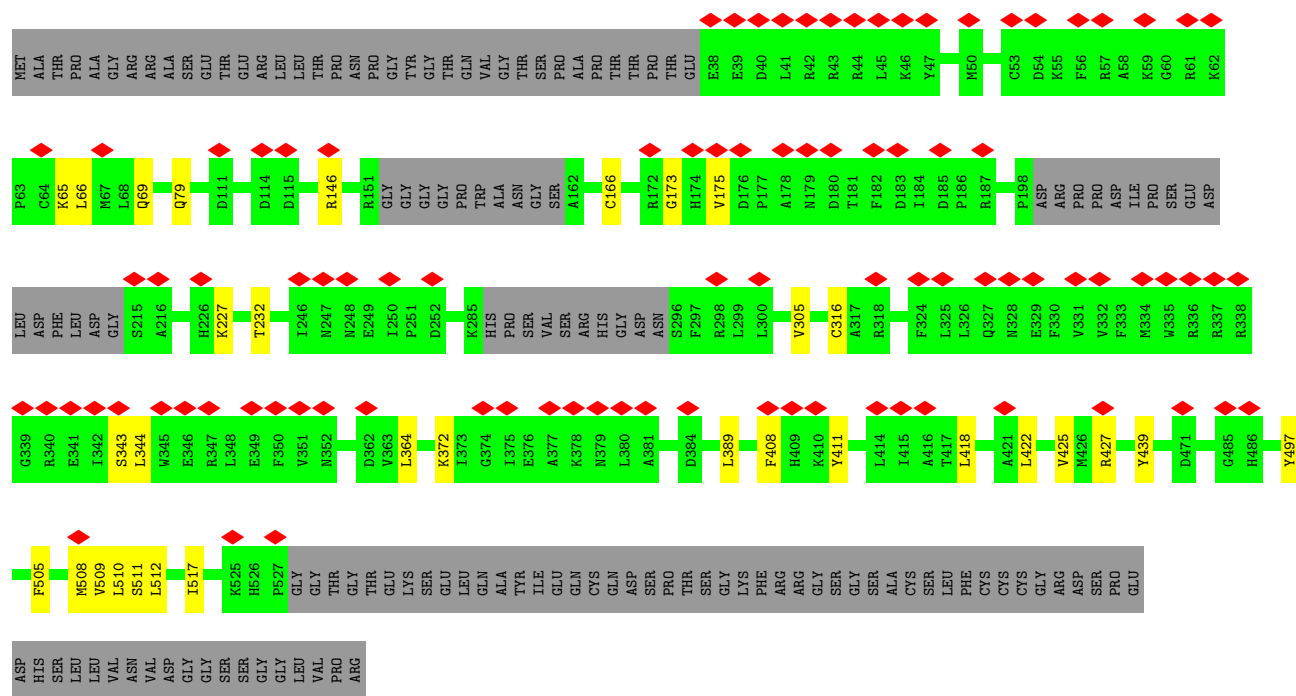 MET ALA THR PRO ALA GLY ARG ARG ALA SER GLU THR GLU ARG LEU LEU THR PRO ASN PRO GLY TYR GLY THR GLN VAL GLY THR SER PRO ALA PRO THR THR PRO THR GLU E38 E39 D40 L41 R42 R43 R44 L45 K46 Y47 M50 C53 D54 K55 F56 R57 A58 K59 G60 R61 K62
P63 C64 K65 L66 M67 L68 Q69 Q79 D111 D114 D115 R146 R151 GLY GLY GLY GLY PRO TRP ALA ASN GLY SER A162 C166 R172 G173 H174 V175 D176 P177 A178 N179 D180 T181 F182 D183 I184 D185 P186 R187 P198 ASP ARG PRO PRO ASP ILE PRO SER GLU ASP
LEU ASP PHE LEU ASP GLY S215 A216 H226 K227 T232 I246 N247 N248 E249 I250 P251 D252 K285 HIS PRO SER VAL SER ARG HIS GLY ASP ASN S296 F297 R298 L299 L300 V305 C316 A317 R318 F324 L325 L326 Q327 N328 E329 F330 V331 V332 F333 M334 W335 R336 R337 R338
G339 R340 E341 I342 S343 L344 W345 E346 R347 L348 E349 F350 V351 N352 D362 V363 L364 K372 I373 G374 I375 E376 A377 K378 N379 L380 A381 D384 L389 F408 H409 K410 Y411 L414 I415 A416 T417 L418 A421 L422 V425 M426 R427 Y439 D471 G485 H486 Y497
F505 M508 V509 L510 S511 L512 I517 K525 H526 P527 GLY GLY THR GLY THR GLU LYS SER GLU LEU GLN ALA TYR ILE GLU GLN CYS GLN ASP SER PRO THR SER GLY LYS PHE ARG ARG GLY SER GLY SER ALA CYS SER LEU PHE CYS CYS CYS GLY ARG ASP SER PRO GLU
ASP HIS SER LEU LEU VAL ASN VAL ASP GLY GLY SER SER GLY GLY LEU VAL PRO ARG